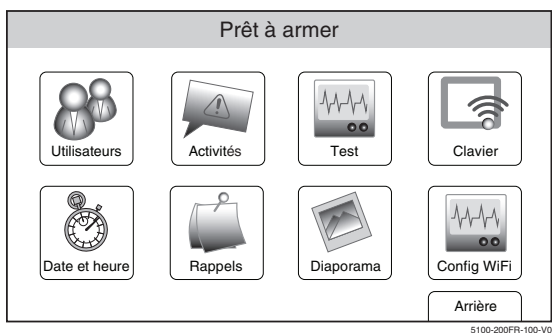 Prêt à armer
Utilisateurs
Activités
Test
Clavier
Date et heure
Rappels
Diaporama
Config WiFi
Arrière
5100-200FR-100-V0